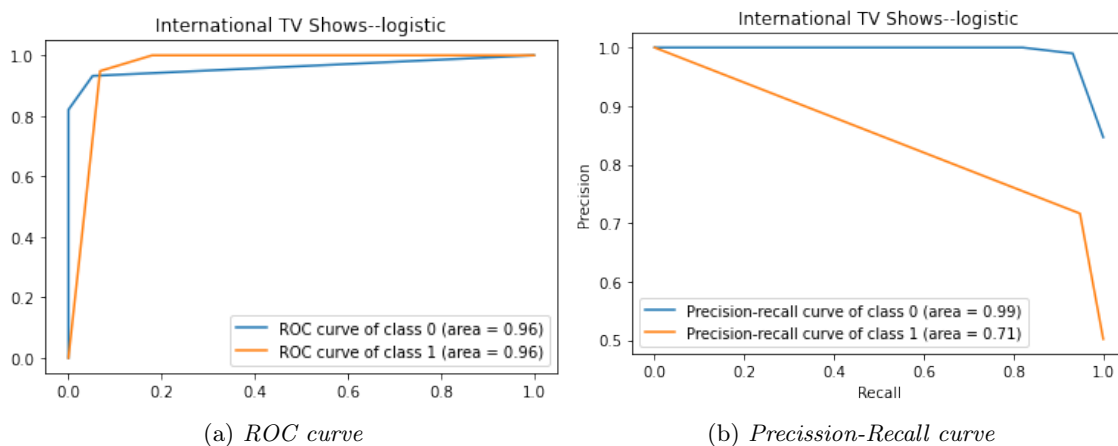 International TV Shows--logistic
1.0
0.8
0.6
0.4
0.2
0.0
ROC curve of class 0 (area = 0.96)
ROC curve of class 1 (area = 0.96)
0.0 0.2 0.4 0.6 0.8 1.0
(a) ROC curve
International TV Shows--logistic
1.0
0.9
0.8
0.7
0.6
0.5
Precision
Precision-recall curve of class 0 (area = 0.99)
Precision-recall curve of class 1 (area = 0.71)
0.0 0.2 0.4 0.6 0.8 1.0
Recall
(b) Precission-Recall curve